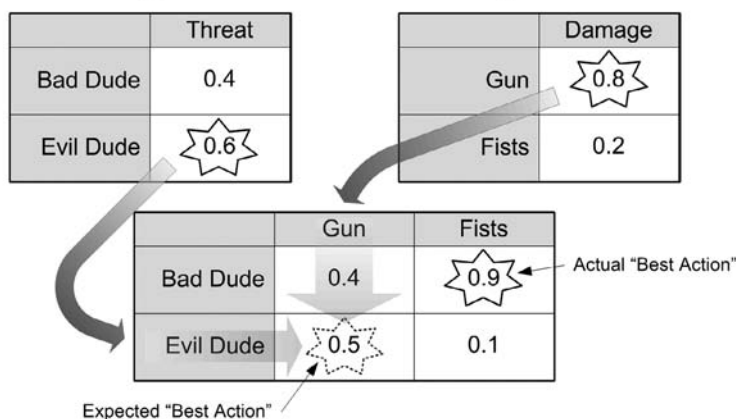 Threat
Bad Dude 0.4
Evil Dude 0.6
Damage
Gun 0.8
Fists 0.2
Gun Fists
Bad Dude 0.4 0.9
Actual “Best Action”
Evil Dude 0.5 0.1
Expected “Best Action”